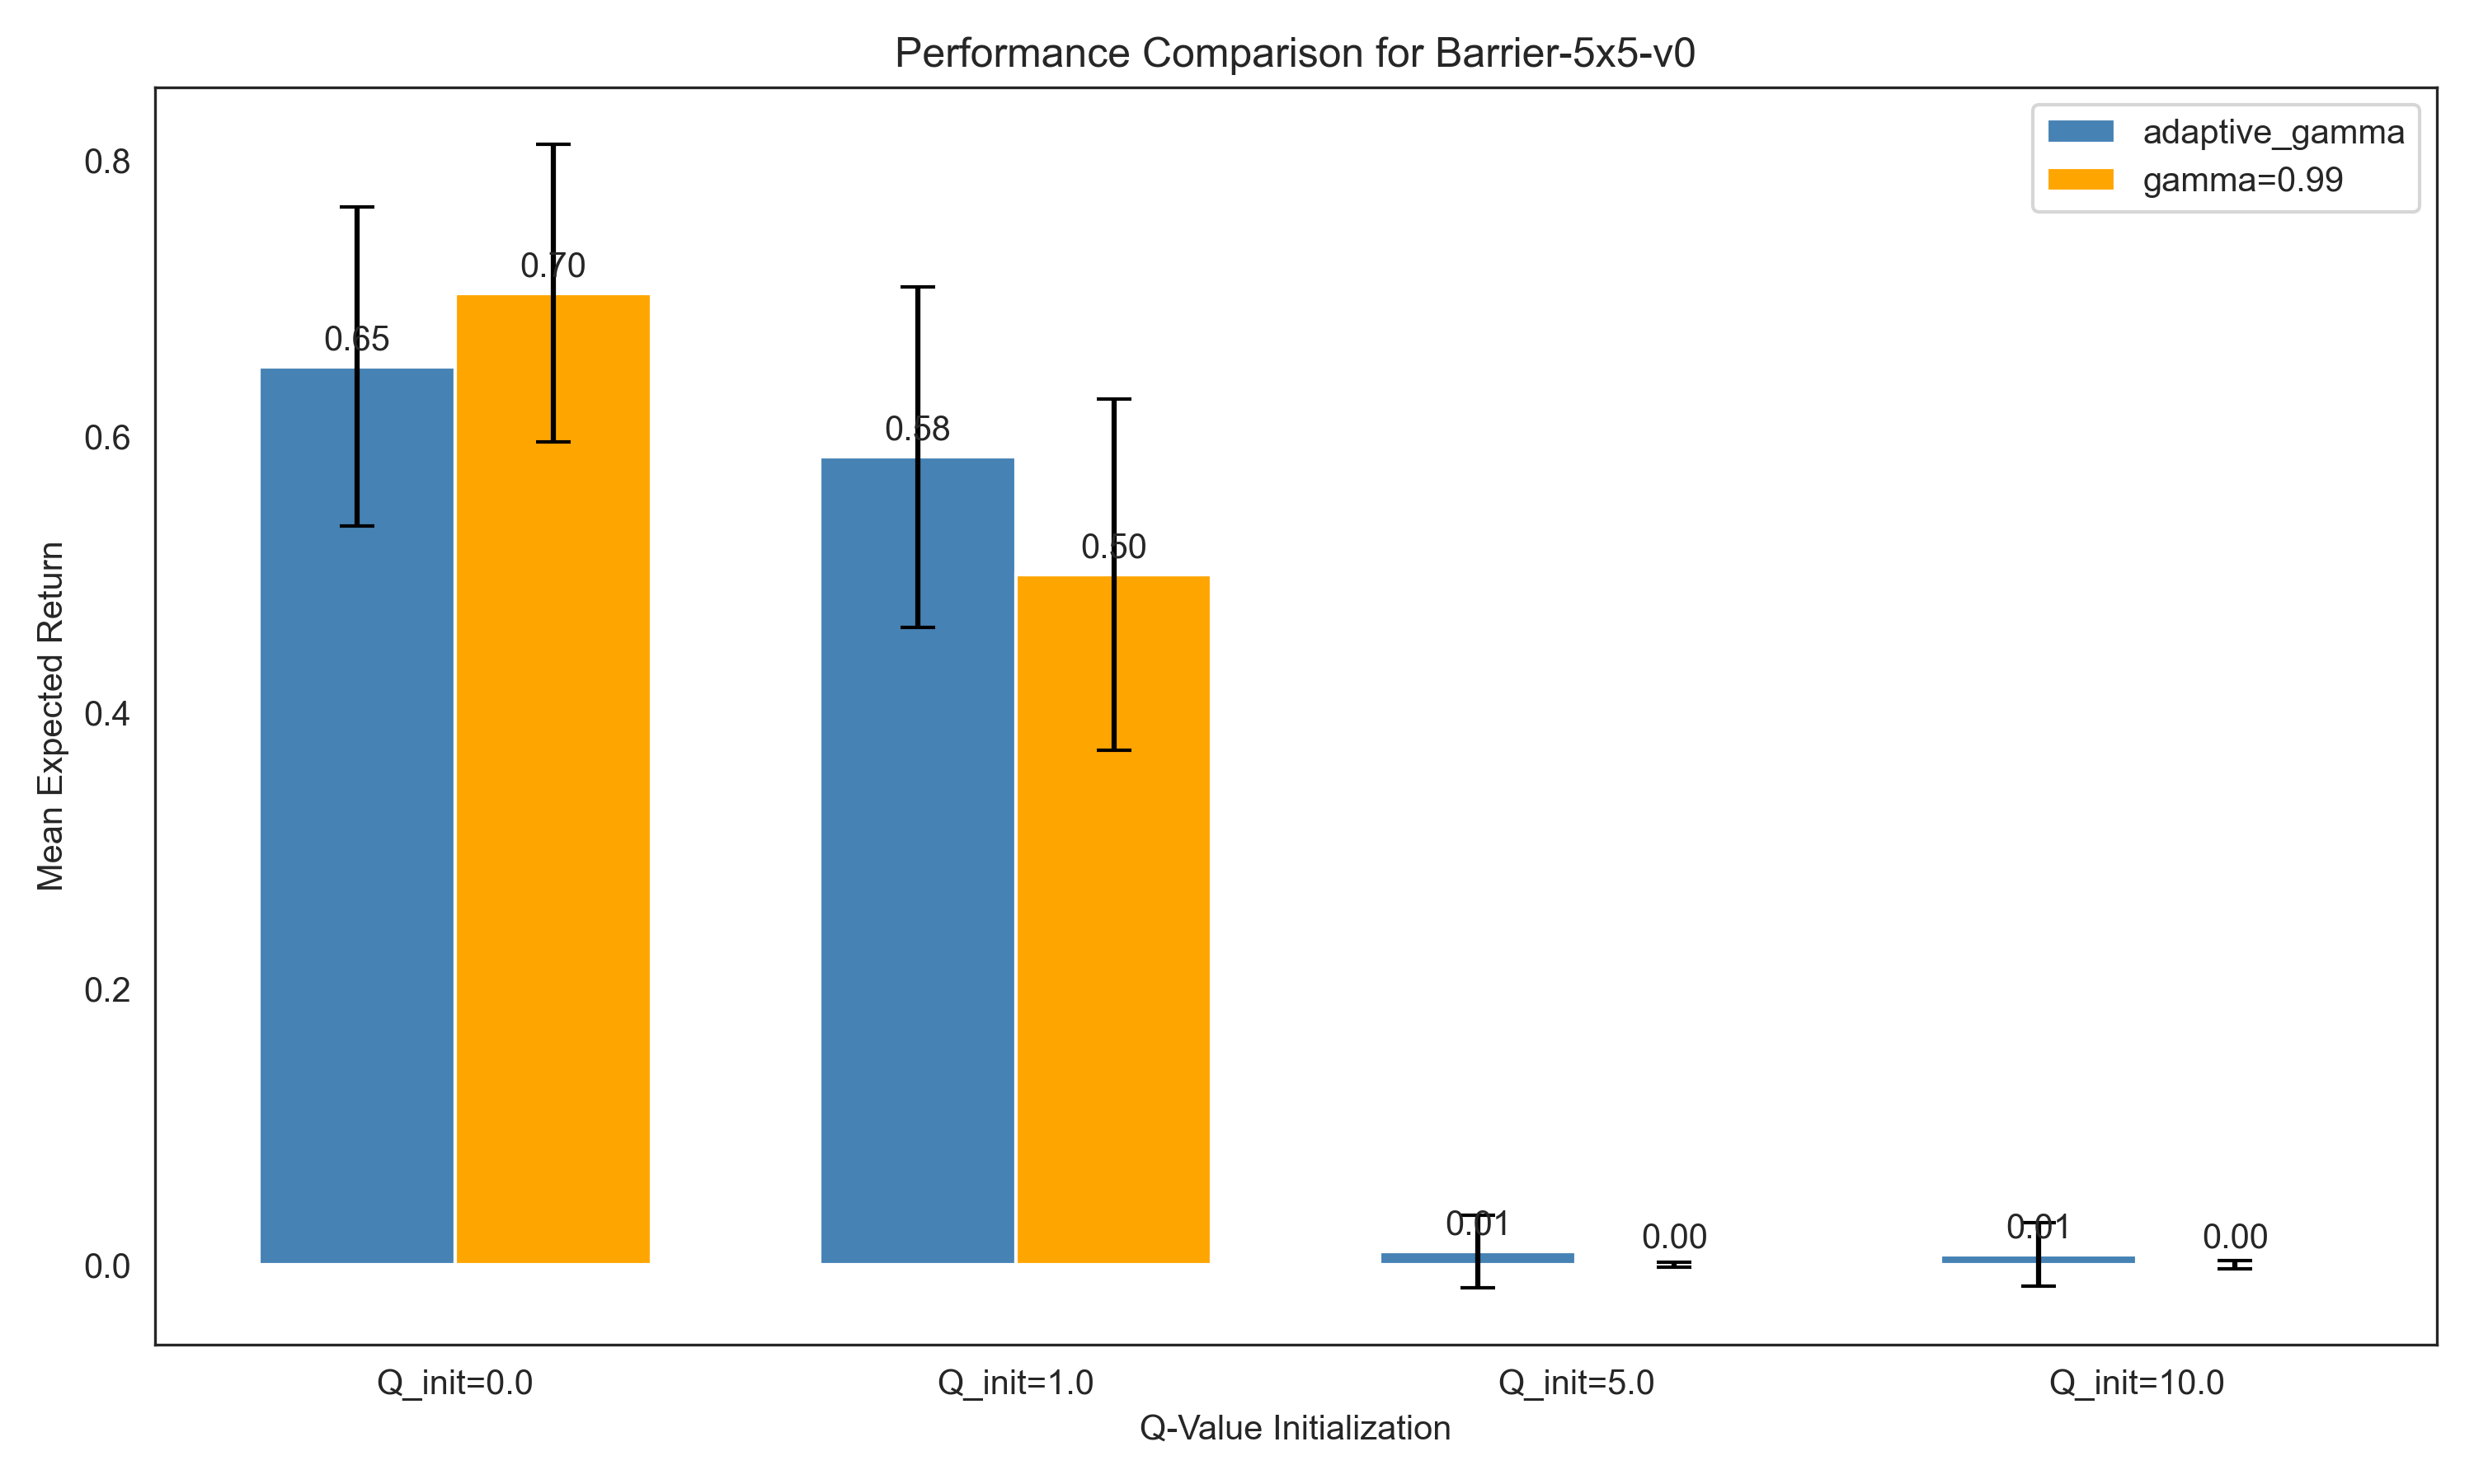 Performance Comparison for Barrier-5x5-v0
adaptive_gamma
gamma=0.99
Mean Expected Return
0.8
0.6
0.4
0.2
0.0
0.65
0.70
0.58
0.50
0.01
0.00
0.01
0.00
Q_init=0.0
Q_init=1.0
Q_init=5.0
Q_init=10.0
Q-Value Initialization